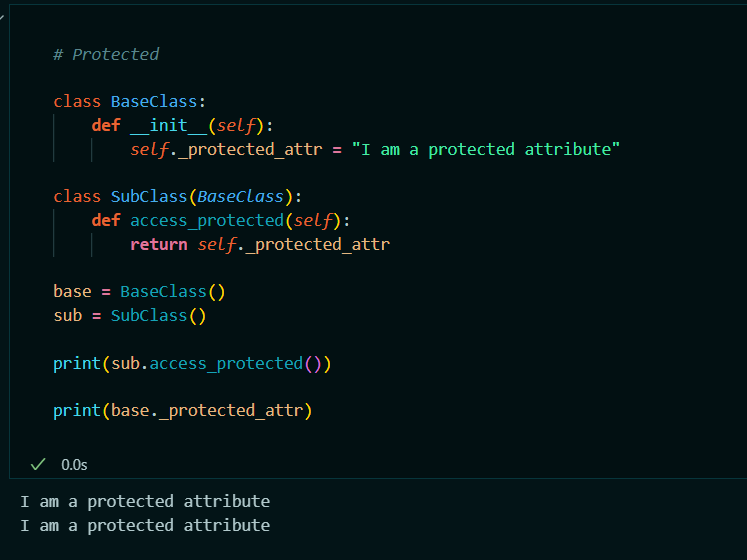 # Protected
class BaseClass:
    def __init__(self):
        self._protected_attr = "I am a protected attribute"
class SubClass(BaseClass):
    def access_protected(self):
        return self._protected_attr
base = BaseClass()
sub = SubClass()
print(sub.access_protected())
print(base._protected_attr)
0.0s
I am a protected attribute
I am a protected attribute